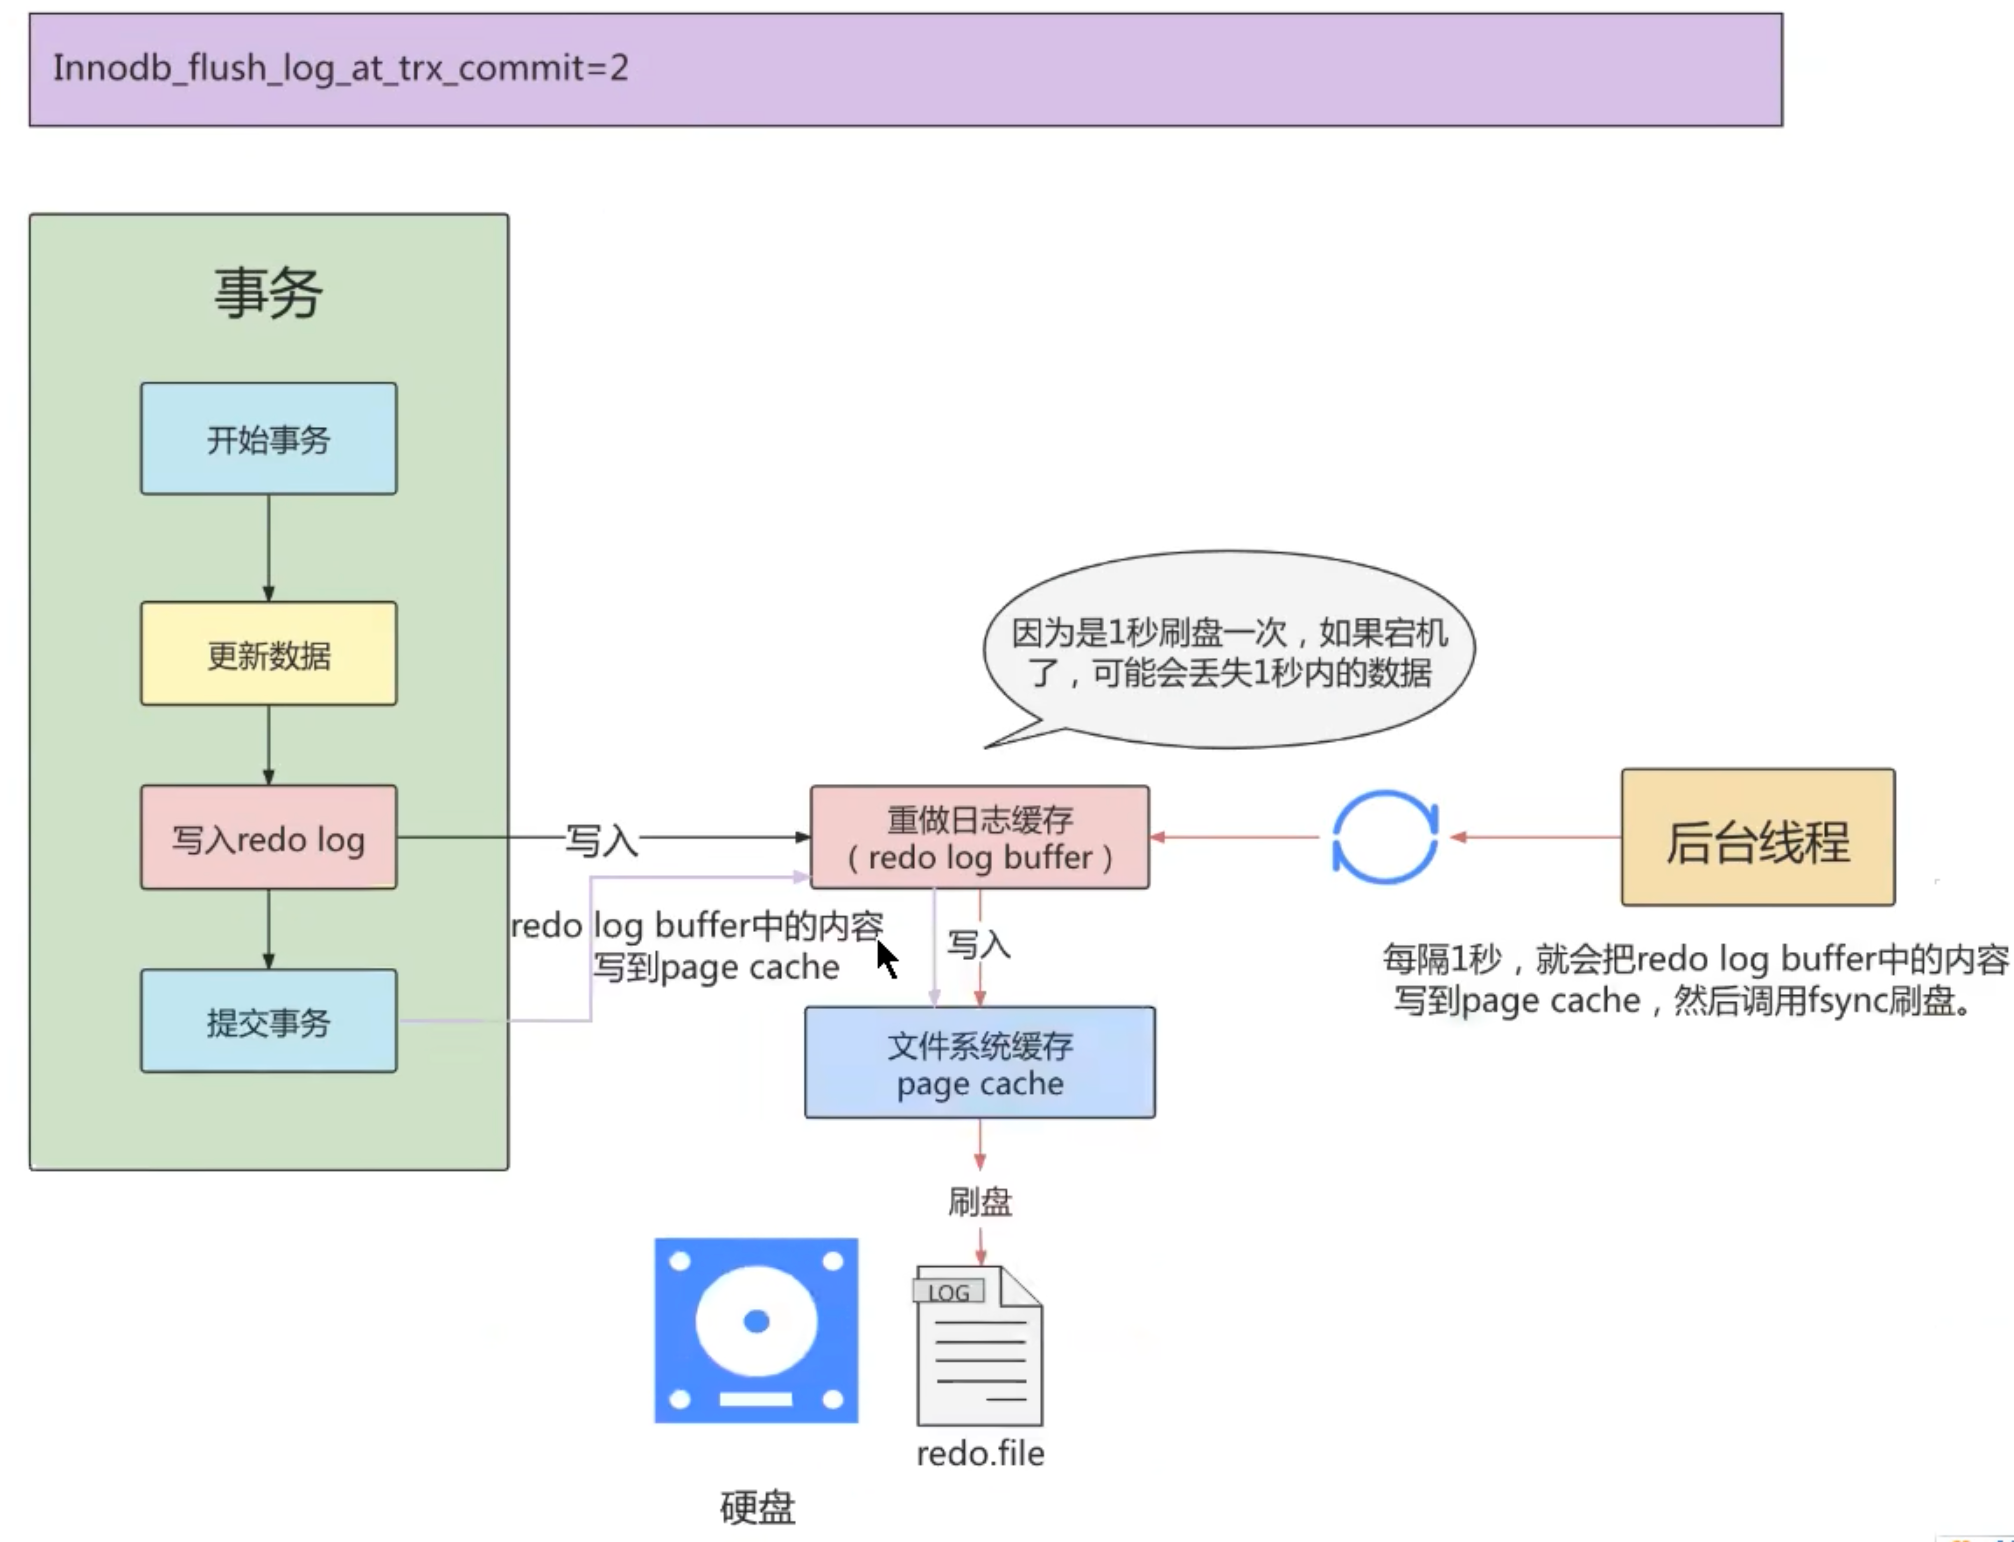 Innodb_flush_log_at_trx_commit=2
事务
开始事务
更新数据
写入redo log
提交事务
写入
redo log buffer中的内容
写到page cache
因为是1秒刷盘一次，如果宕机
了，可能会丢失1秒内的数据
重做日志缓存
（redo log buffer）
写入
文件系统缓存
page cache
刷盘
LOG
redo.file
硬盘
后台线程
每隔1秒，就会把redo log buffer中的内容
写到page cache，然后调用fsync刷盘。